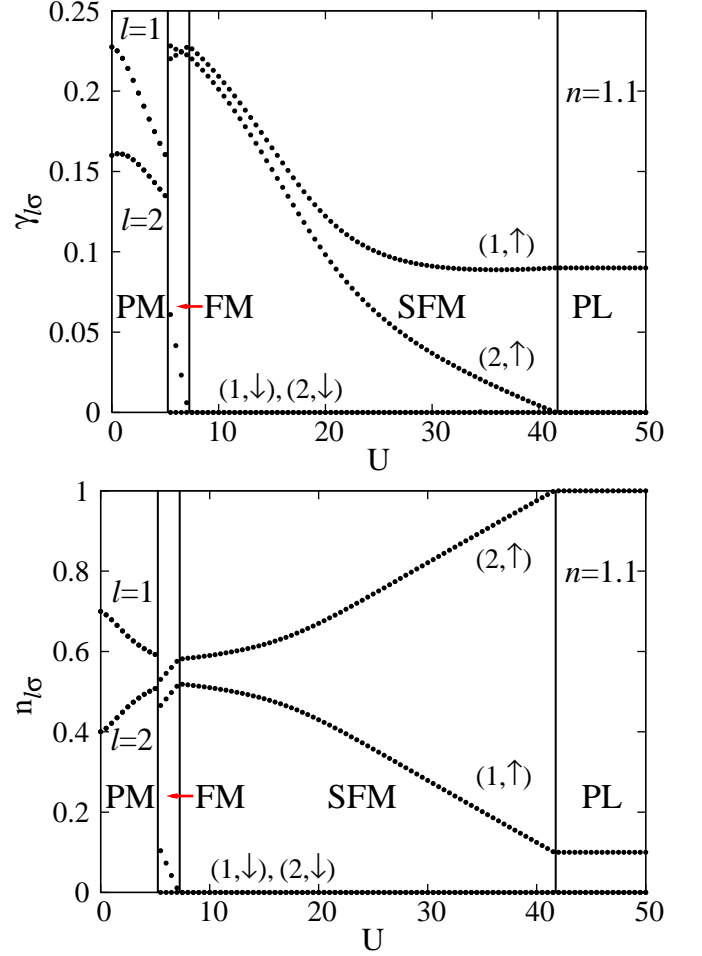 0.25
l=1
0.2
n=1.1
0.15
l=2
γlσ
(1,↑)
0.1
PM FM SFM PL
0.05
(2,↑)
(1,↓), (2,↓)
0
0 10 20 30 40 50
U
1
(2,↑)
n=1.1
0.8
l=1
0.6
nlσ
0.4
l=2
(1,↑)
PM FM SFM PL
0.2
(1,↓), (2,↓)
0
0 10 20 30 40 50
U